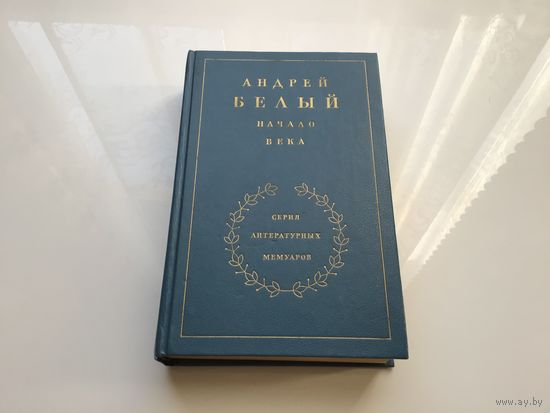 АНДРЕЙ
БЕЛЫЙ
НАЧАЛО
ВЕКА
СЕРИЯ
ЛИТЕРАТУРНЫХ
МЕМУАРОВ
www.ay.by